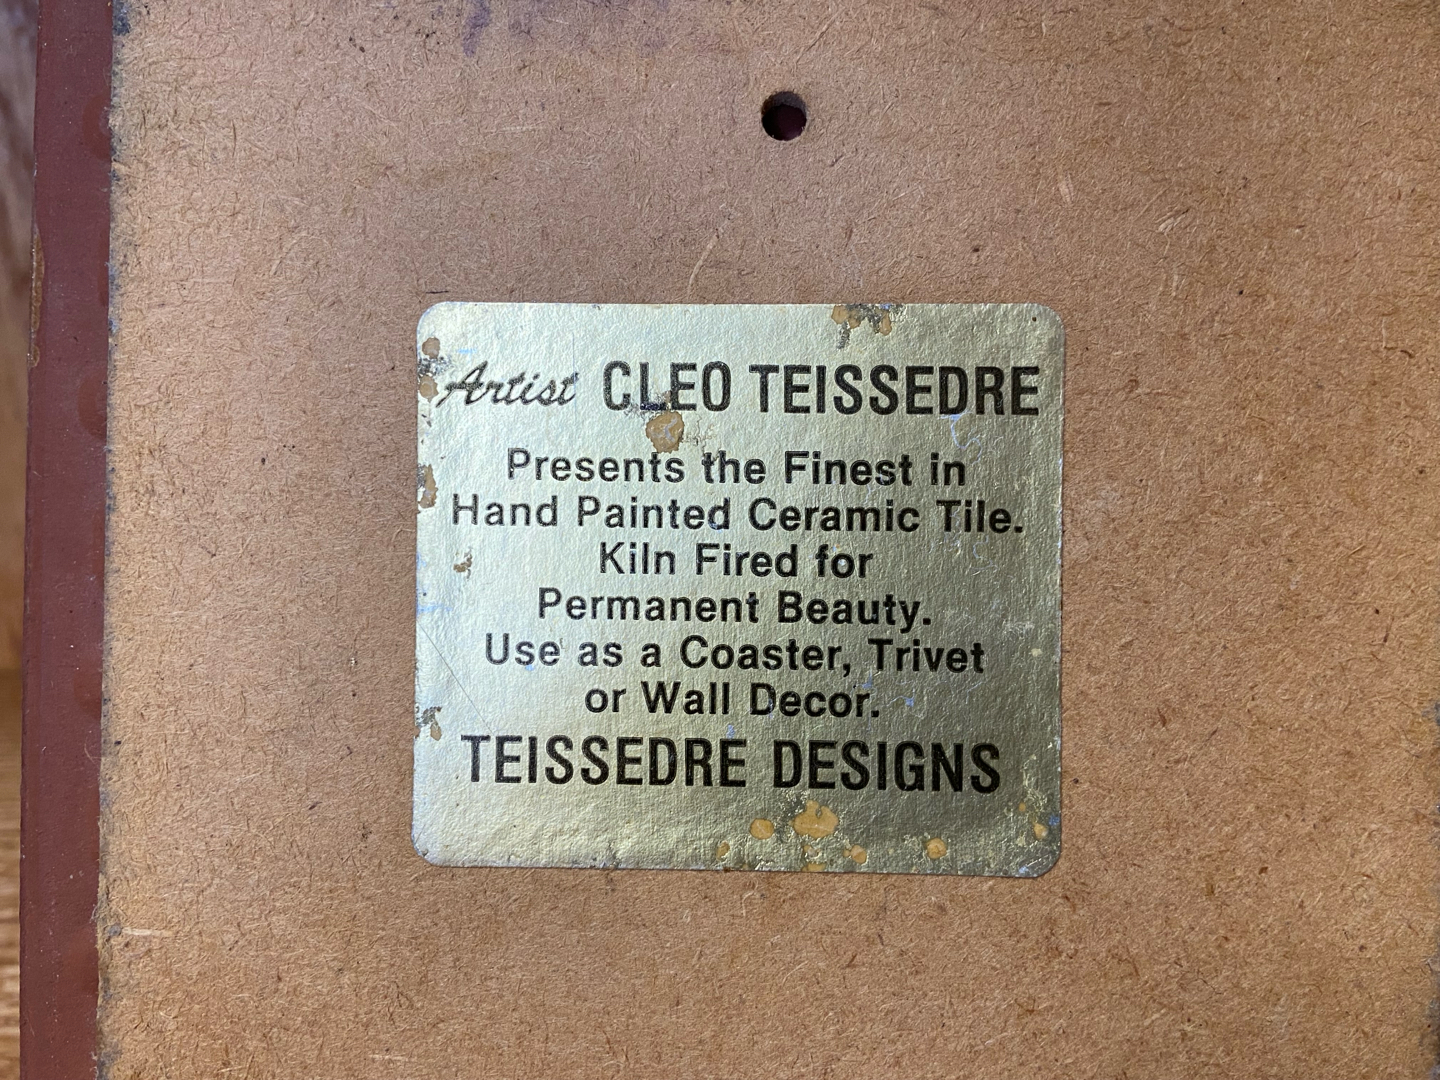 Artist CLEO TEISSEDRE
Presents the Finest in
Hand Painted Ceramic Tile.
Kiln Fired for
Permanent Beauty.
Use as a Coaster, Trivet
or Wall Decor.
TEISSEDRE DESIGNS